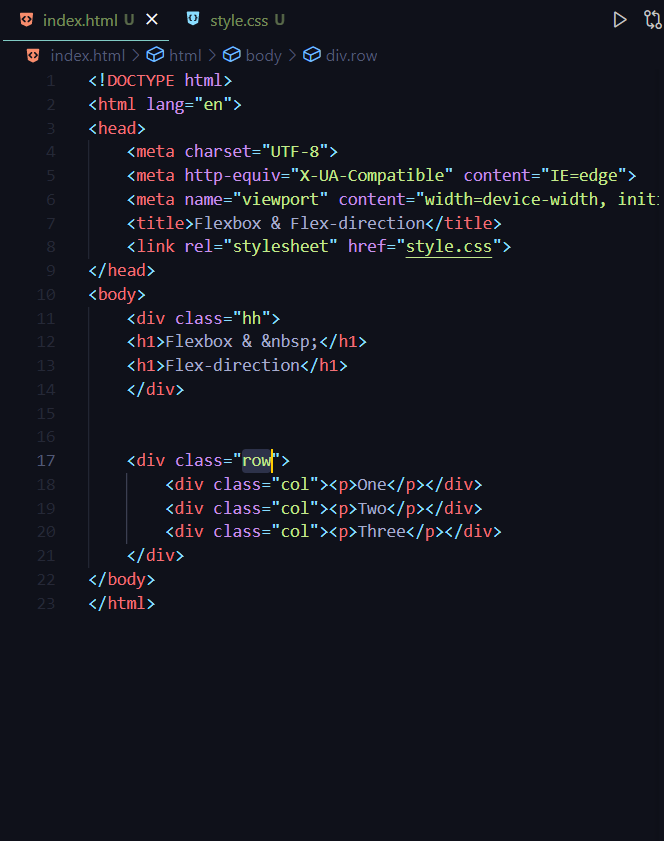 index.html U style.css U
index.html > html > body > div.row
1 <!DOCTYPE html>
2 <html lang="en">
3 <head>
4 <meta charset="UTF-8">
5 <meta http-equiv="X-UA-Compatible" content="IE=edge">
6 <meta name="viewport" content="width=device-width, initi
7 <title>Flexbox & Flex-direction</title>
8 <link rel="stylesheet" href="style.css">
9 </head>
10 <body>
11 <div class="hh">
12 <h1>Flexbox & &nbsp;</h1>
13 <h1>Flex-direction</h1>
14 </div>
15
16
17 <div class="row">
18 <div class="col"><p>One</p></div>
19 <div class="col"><p>Two</p></div>
20 <div class="col"><p>Three</p></div>
21 </div>
22 </body>
23 </html>